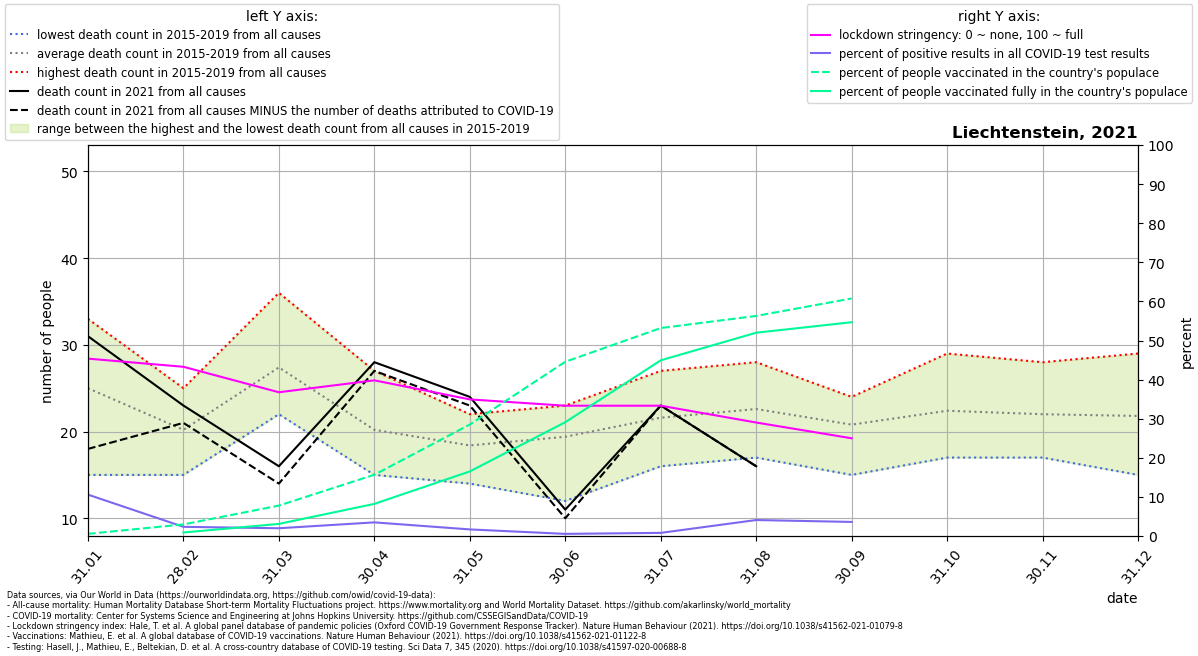 left Y axis:
lowest death count in 2015-2019 from all causes
average death count in 2015-2019 from all causes
highest death count in 2015-2019 from all causes
death count in 2021 from all causes
death count in 2021 from all causes MINUS the number of deaths attributed to COVID-19
range between the highest and the lowest death count from all causes in 2015-2019
right Y axis:
lockdown stringency: 0 ~ none, 100 ~ full
percent of positive results in all COVID-19 test results
percent of people vaccinated in the country's populace
percent of people vaccinated fully in the country's populace
Liechtenstein, 2021
number of people
50
40
30
20
10
100
90
80
70
60
50
40
30
20
10
0
percent
31.01
28.02
31.03
30.04
31.05
30.06
31.07
31.08
30.09
31.10
30.11
31.12
date
Data sources, via Our World in Data (https://ourworldindata.org, https://github.com/owid/covid-19-data):
- All-cause mortality: Human Mortality Database Short-term Mortality Fluctuations project. https://www.mortality.org and World Mortality Dataset. https://github.com/akarlinsky/world_mortality
- COVID-19 mortality: Center for Systems Science and Engineering at Johns Hopkins University. https://github.com/CSSEGISandData/COVID-19
- Lockdown stringency index: Hale, T. et al. A global panel database of pandemic policies (Oxford COVID-19 Government Response Tracker). Nature Human Behaviour (2021). https://doi.org/10.1038/s41562-021-01079-8
- Vaccinations: Mathieu, E. et al. A global database of COVID-19 vaccinations. Nature Human Behaviour (2021). https://doi.org/10.1038/s41562-021-01122-8
- Testing: Hasell, J., Mathieu, E., Beltekian, D. et al. A cross-country database of COVID-19 testing. Sci Data 7, 345 (2020). https://doi.org/10.1038/s41597-020-00688-8